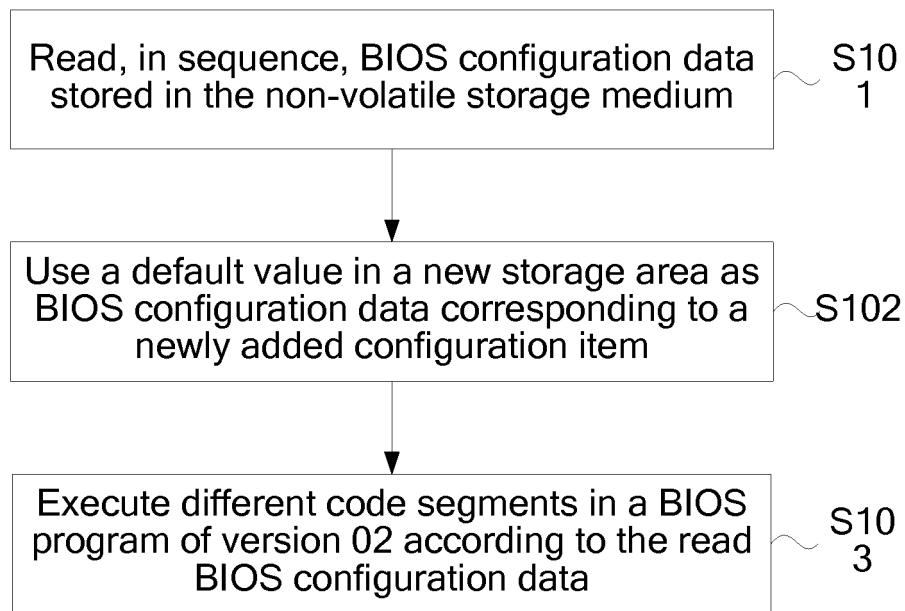 Read, in sequence, BIOS configuration data
stored in the non-volatile storage medium
S10
1
Use a default value in a new storage area as
BIOS configuration data corresponding to a
newly added configuration item
S102
Execute different code segments in a BIOS
program of version 02 according to the read
BIOS configuration data
S10
3